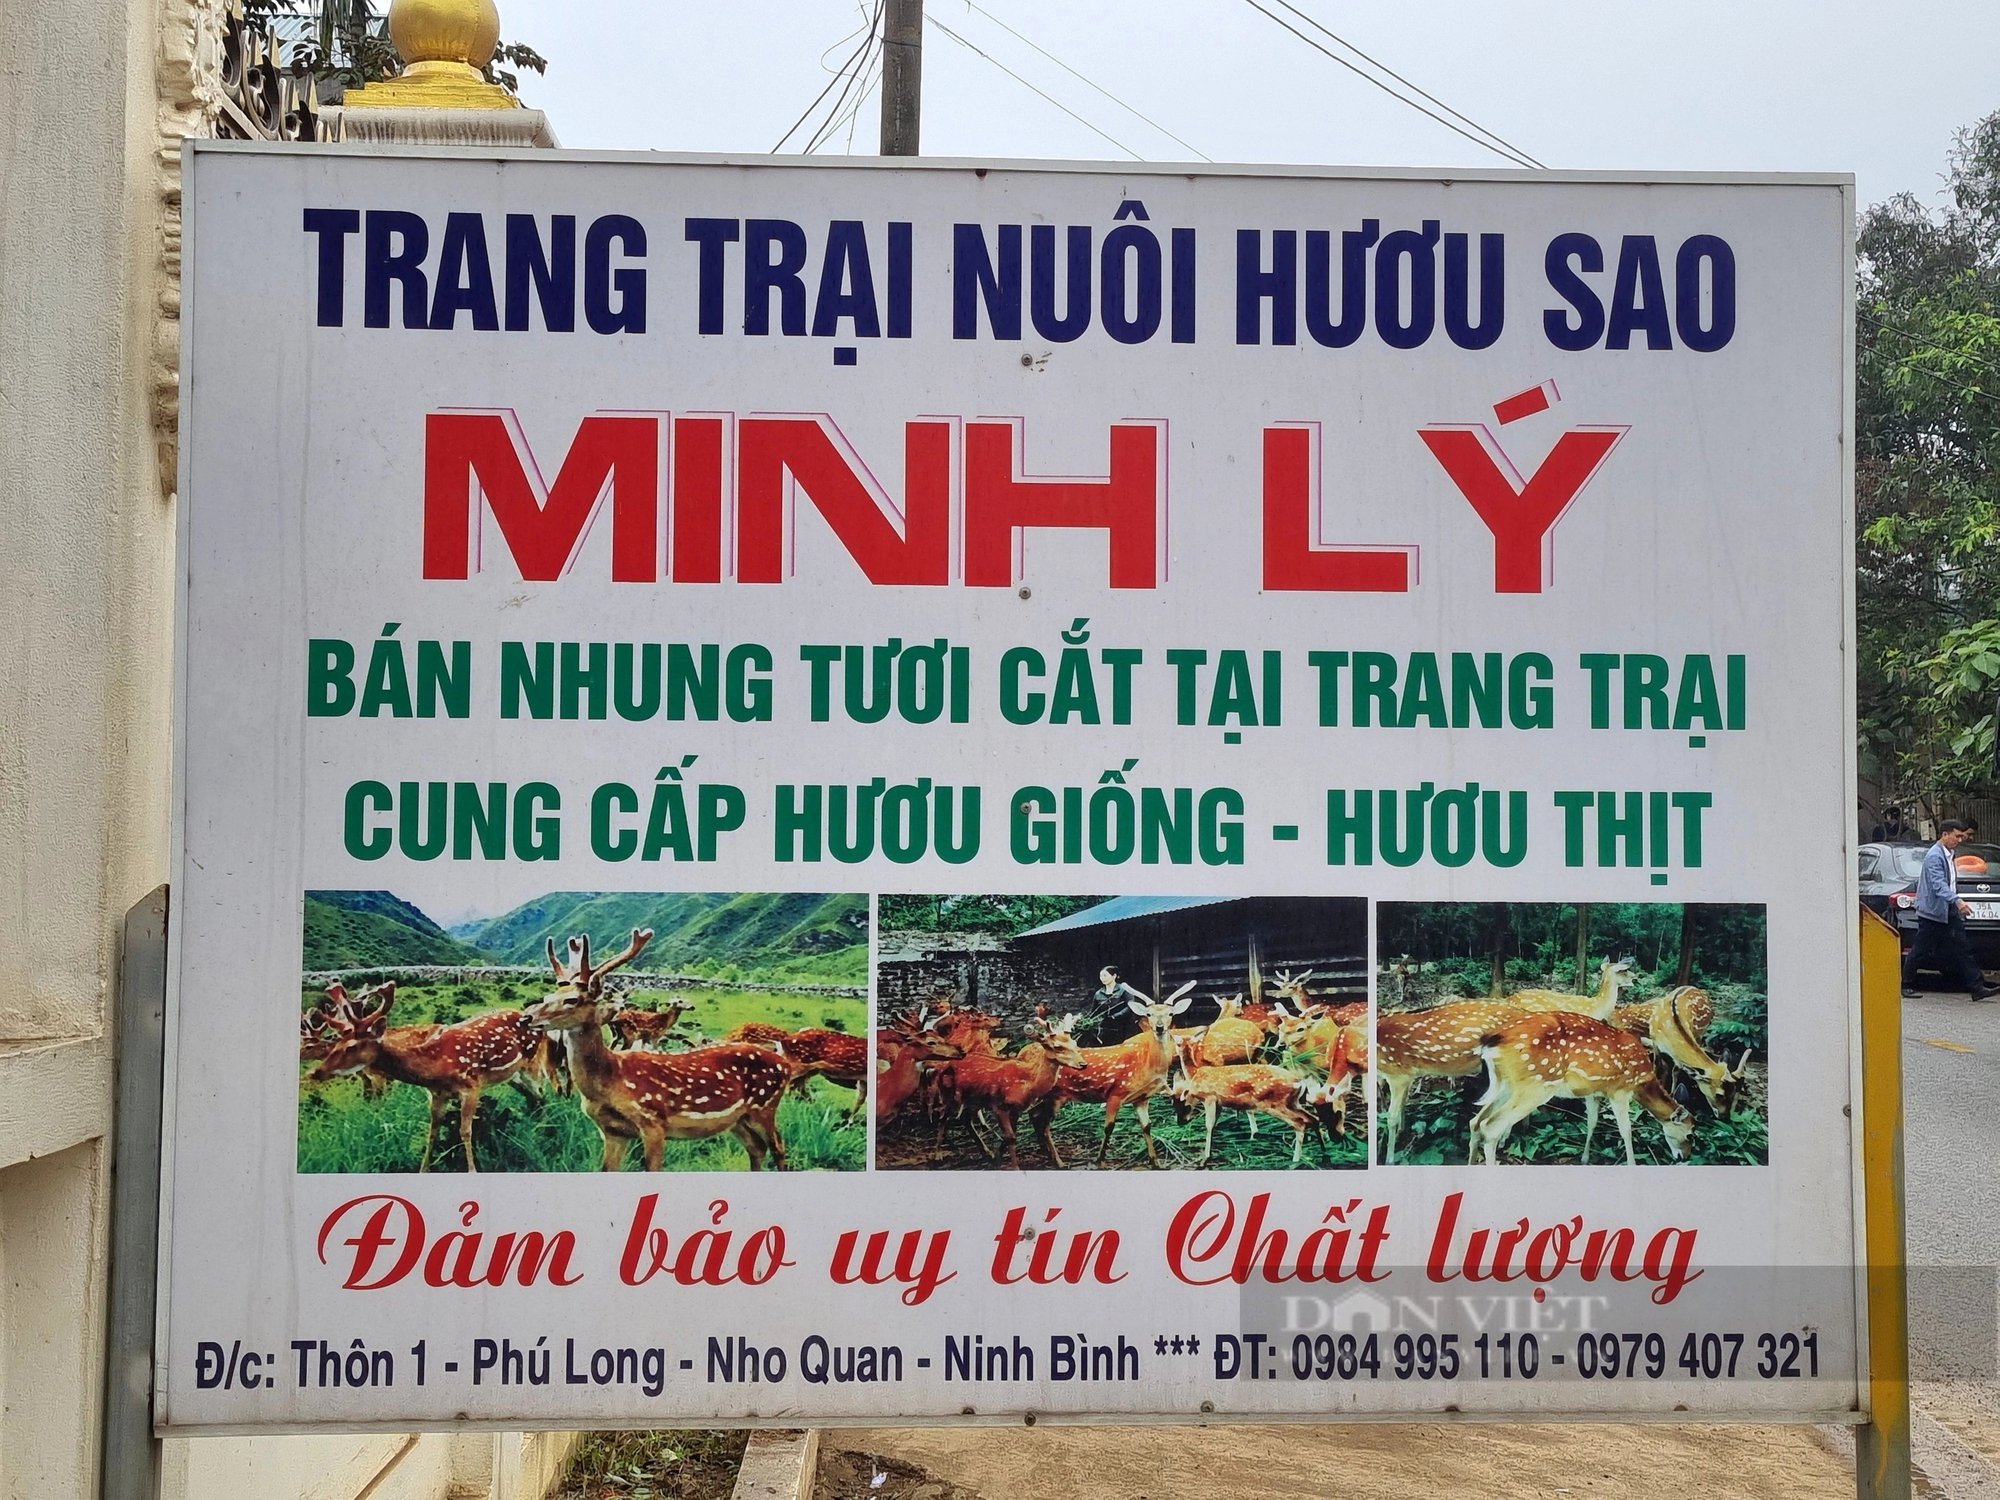 TRANG TRẠI NUÔI HƯƠU SAO
MINH LÝ
BÁN NHUNG TƯƠI CẮT TẠI TRANG TRẠI
CUNG CẤP HƯƠU GIỐNG - HƯƠU THỊT
Đảm bảo uy tín Chất lượng
DÂN VIỆT
Đ/c: Thôn 1 - Phú Long - Nho Quan - Ninh Bình *** ĐT: 0984 995 110 - 0979 407 321